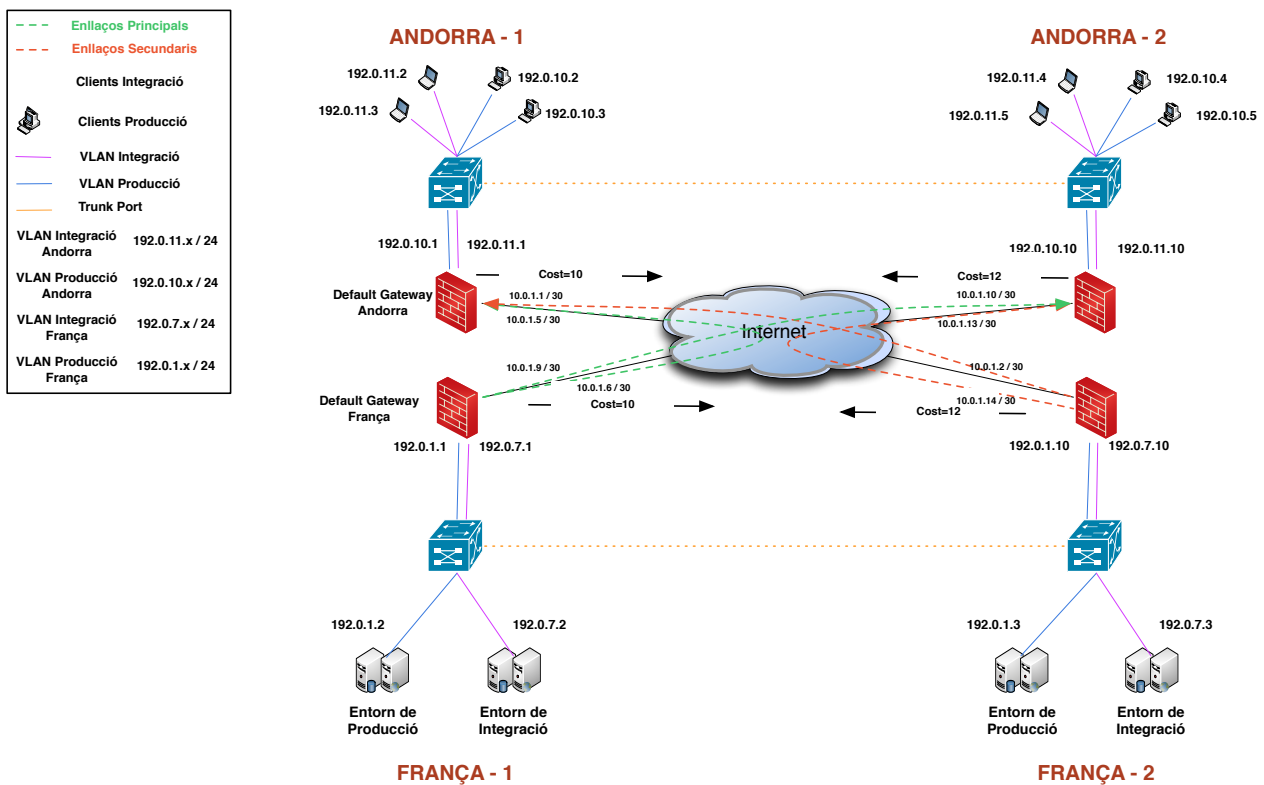 Enllaços Principals
Enllaços Secundaris
Clients Integració
Clients Producció
VLAN Integració
VLAN Producció
Trunk Port
VLAN Integració
Andorra
192.0.11.x / 24
VLAN Producció
Andorra
192.0.10.x / 24
VLAN Integració
França
192.0.7.x / 24
VLAN Producció
França
192.0.1.x / 24
ANDORRA - 1
192.0.11.2
192.0.10.2
192.0.11.3
192.0.10.3
192.0.10.1
192.0.11.1
Default Gateway
Andorra
Cost=10
10.0.1.1 / 30
10.0.1.5 / 30
ANDORRA - 2
192.0.11.4
192.0.10.4
192.0.11.5
192.0.10.5
192.0.10.10
192.0.11.10
Cost=12
10.0.1.10 / 30
10.0.1.13 / 30
Internet
10.0.1.9 / 30
10.0.1.6 / 30
Default Gateway
França
Cost=10
192.0.1.1
192.0.7.1
10.0.1.2 / 30
10.0.1.14 / 30
Cost=12
192.0.1.10
192.0.7.10
192.0.1.2
192.0.7.2
Entorn de
Producció
Entorn de
Integració
FRANÇA - 1
192.0.1.3
192.0.7.3
Entorn de
Producció
Entorn de
Integració
FRANÇA - 2